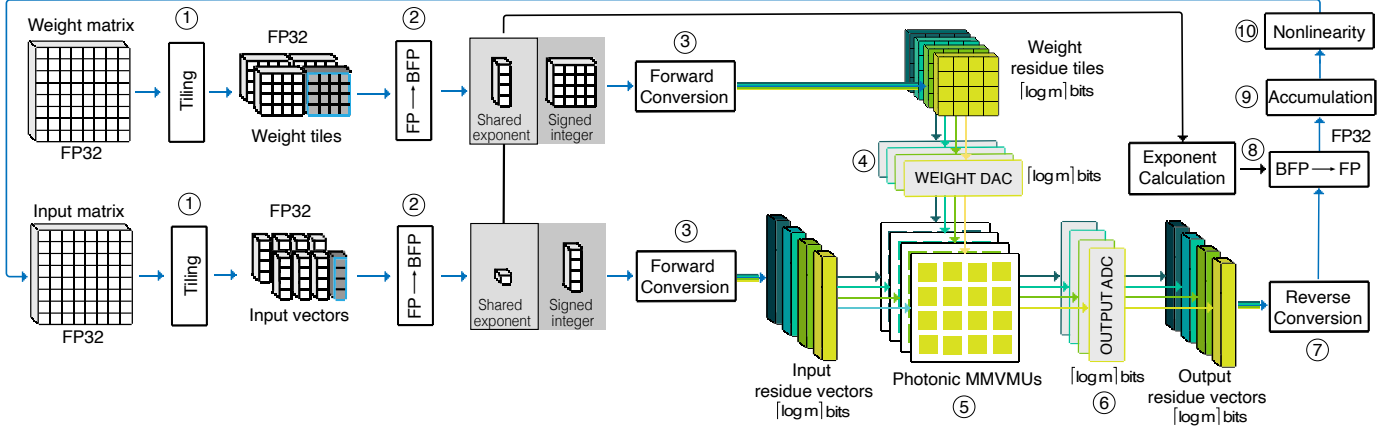 Weight matrix
FP32
①
Tiling
FP32
Weight tiles
②
FP → BFP
Shared
exponent
Signed
integer
③
Forward
Conversion
Weight
residue tiles
⌈log m⌉ bits
④
WEIGHT DAC
⌈log m⌉ bits
Exponent
Calculation
⑧
BFP → FP
FP32
⑨
Accumulation
⑩
Nonlinearity
Input matrix
FP32
①
Tiling
FP32
Input vectors
②
FP → BFP
Shared
exponent
Signed
integer
③
Forward
Conversion
Input
residue vectors
⌈log m⌉ bits
Photonic MMVMUs
⑤
OUTPUT ADC
⌈log m⌉ bits
⑥
Output
residue vectors
⌈log m⌉ bits
Reverse
Conversion
⑦